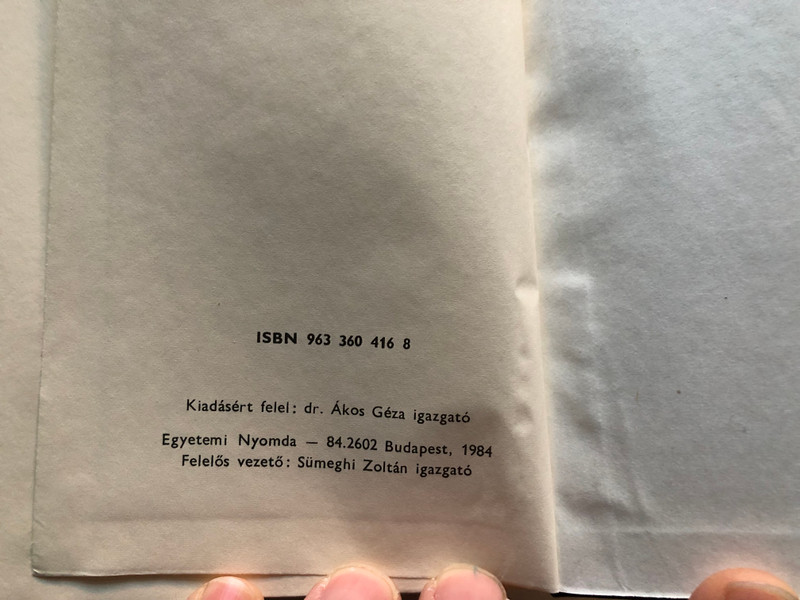 ISBN 963 360 416 8
Kiadásért felel: dr. Ákos Géza igazgató
Egyetemi Nyomda — 84.2602 Budapest, 1984
Felelős vezető: Sümeghi Zoltán igazgató